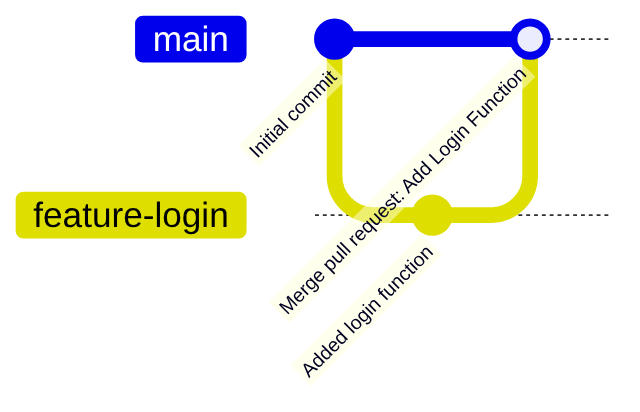 main
Initial commit
Merge pull request: Add Login Function
feature-login
Added login function